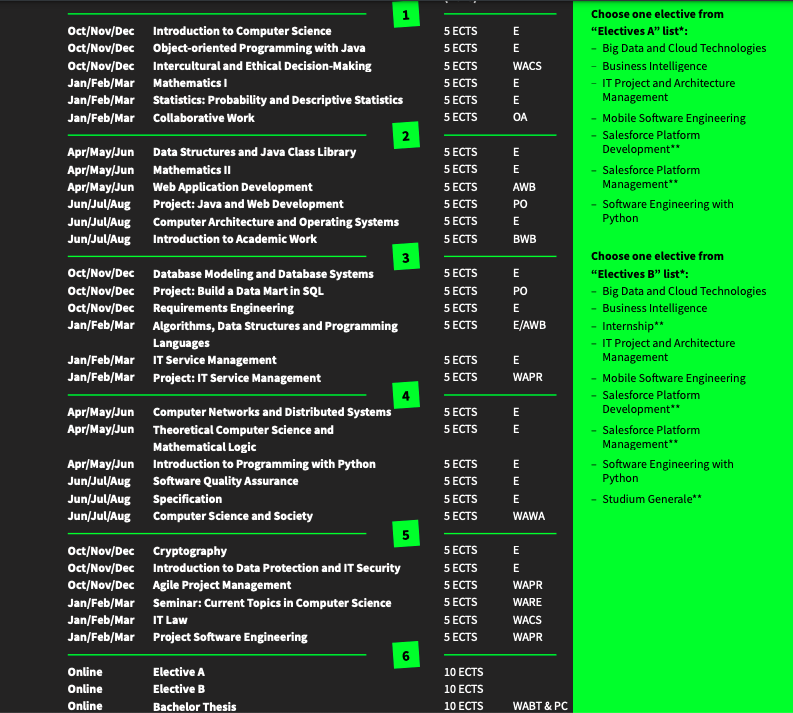 1
Oct/Nov/Dec Introduction to Computer Science 5 ECTS E
Oct/Nov/Dec Object-oriented Programming with Java 5 ECTS E
Oct/Nov/Dec Intercultural and Ethical Decision-Making 5 ECTS WACS
Jan/Feb/Mar Mathematics I 5 ECTS E
Jan/Feb/Mar Statistics: Probability and Descriptive Statistics 5 ECTS E
Jan/Feb/Mar Collaborative Work 5 ECTS OA
2
Apr/May/Jun Data Structures and Java Class Library 5 ECTS E
Apr/May/Jun Mathematics II 5 ECTS E
Apr/May/Jun Web Application Development 5 ECTS AWB
Jun/Jul/Aug Project: Java and Web Development 5 ECTS PO
Jun/Jul/Aug Computer Architecture and Operating Systems 5 ECTS E
Jun/Jul/Aug Introduction to Academic Work 5 ECTS BWB
3
Oct/Nov/Dec Database Modeling and Database Systems 5 ECTS E
Oct/Nov/Dec Project: Build a Data Mart in SQL 5 ECTS PO
Oct/Nov/Dec Requirements Engineering 5 ECTS E
Jan/Feb/Mar Algorithms, Data Structures and Programming 5 ECTS E/AWB
Languages
Jan/Feb/Mar IT Service Management 5 ECTS E
Jan/Feb/Mar Project: IT Service Management 5 ECTS WAPR
4
Apr/May/Jun Computer Networks and Distributed Systems 5 ECTS E
Apr/May/Jun Theoretical Computer Science and 5 ECTS E
Mathematical Logic
Apr/May/Jun Introduction to Programming with Python 5 ECTS E
Jun/Jul/Aug Software Quality Assurance 5 ECTS E
Jun/Jul/Aug Specification 5 ECTS E
Jun/Jul/Aug Computer Science and Society 5 ECTS WAWA
5
Oct/Nov/Dec Cryptography 5 ECTS E
Oct/Nov/Dec Introduction to Data Protection and IT Security 5 ECTS E
Oct/Nov/Dec Agile Project Management 5 ECTS WAPR
Jan/Feb/Mar Seminar: Current Topics in Computer Science 5 ECTS WARE
Jan/Feb/Mar IT Law 5 ECTS WACS
Jan/Feb/Mar Project Software Engineering 5 ECTS WAPR
6
Online Elective A 10 ECTS
Online Elective B 10 ECTS
Online Bachelor Thesis 10 ECTS WABT & PC
Choose one elective from
“Electives A” list*:
– Big Data and Cloud Technologies
– Business Intelligence
– IT Project and Architecture
Management
– Mobile Software Engineering
– Salesforce Platform
Development**
– Salesforce Platform
Management**
– Software Engineering with
Python
Choose one elective from
“Electives B” list*:
– Big Data and Cloud Technologies
– Business Intelligence
– Internship**
– IT Project and Architecture
Management
– Mobile Software Engineering
– Salesforce Platform
Development**
– Salesforce Platform
Management**
– Software Engineering with
Python
– Studium Generale**